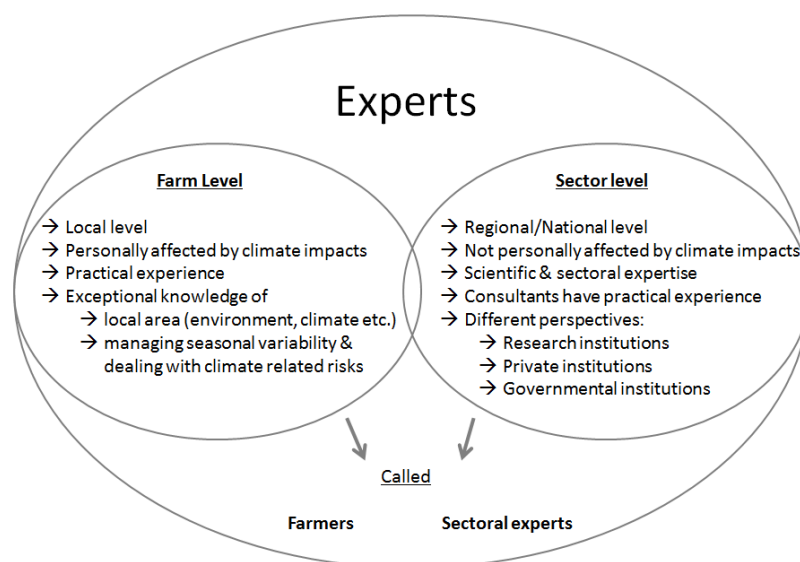 Experts
Farm Level
→ Local level
→ Personally affected by climate impacts
→ Practical experience
→ Exceptional knowledge of
→ local area (environment, climate etc.)
→ managing seasonal variability &
dealing with climate related risks
Sector level
→ Regional/National level
→ Not personally affected by climate impacts
→ Scientific & sectoral expertise
→ Consultants have practical experience
→ Different perspectives:
→ Research institutions
→ Private institutions
→ Governmental institutions
Called
Farmers
Sectoral experts